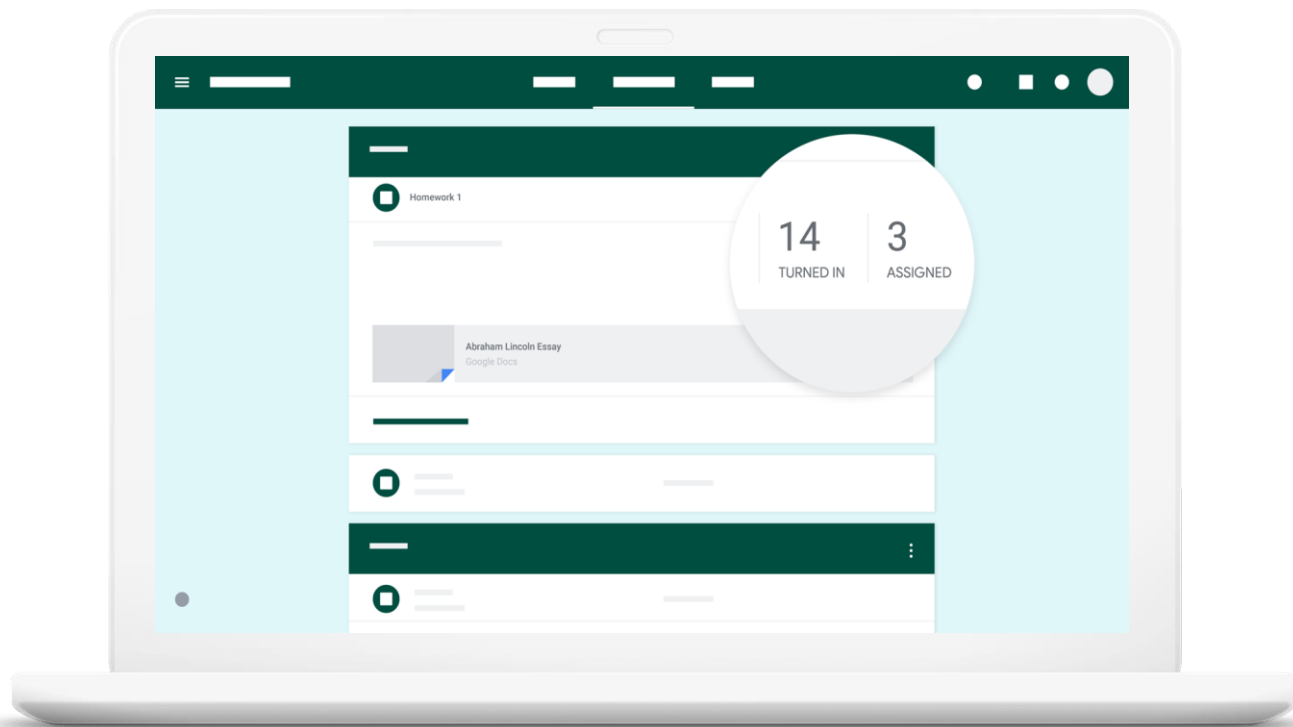 Homework 1
14
TURNED IN
3
ASSIGNED
Abraham Lincoln Essay
Google Docs